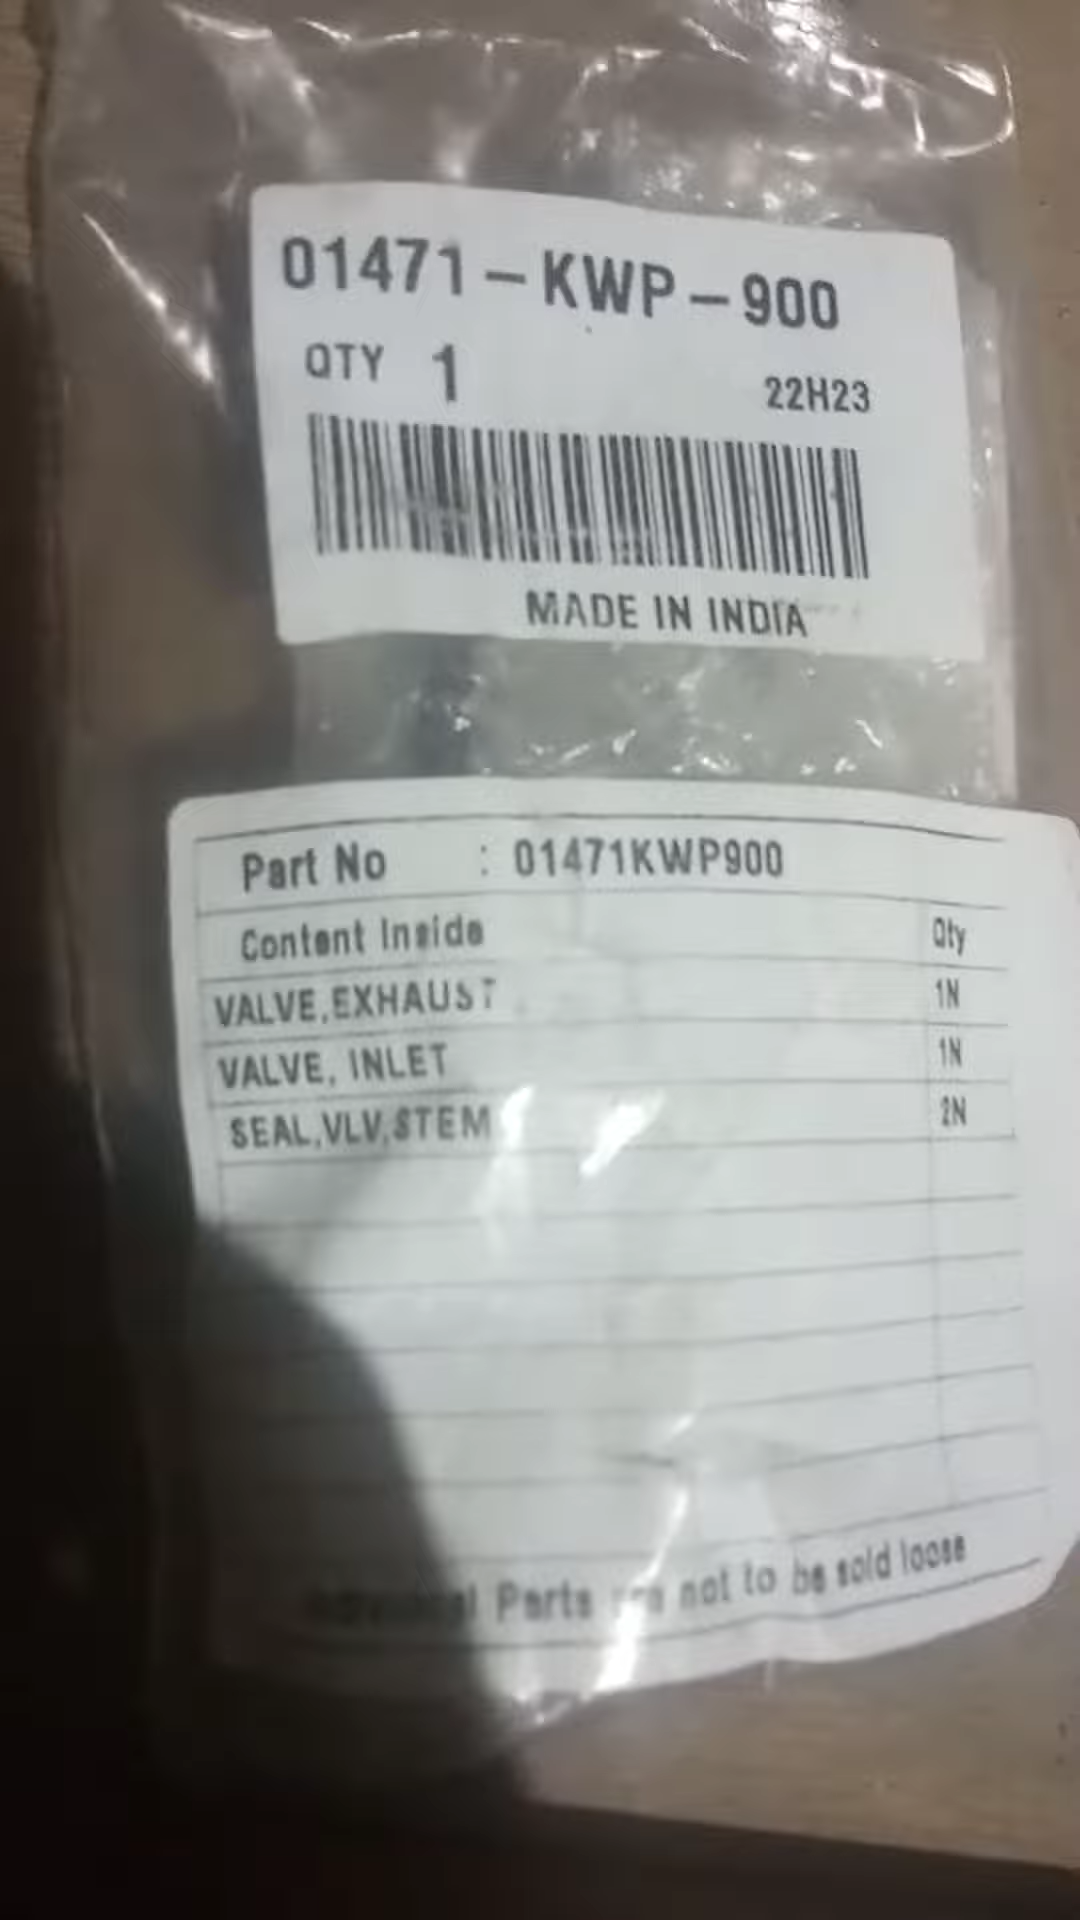 01471-KWP-900
QTY 1 22H23
MADE IN INDIA
Part No : 01471KWP900
Content Inside Qty
VALVE,EXHAUST 1N
VALVE, INLET 1N
SEAL,VLV,STEM 2N
Parts are not to be sold loose